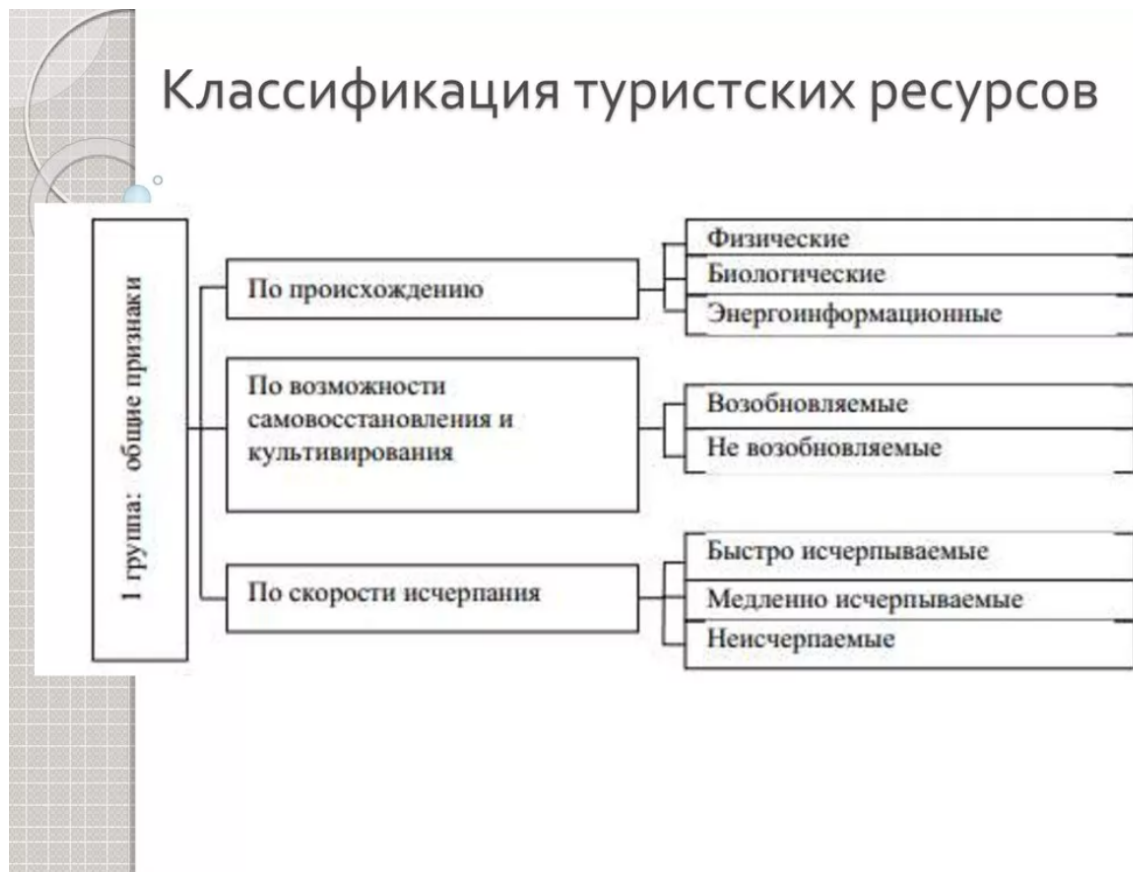 Классификация туристских ресурсов
1 группа: общие признаки
По происхождению
Физические
Биологические
Энергоинформационные
По возможности
самовосстановления и
культивирования
Возобновляемые
Не возобновляемые
По скорости исчерпания
Быстро исчерпываемые
Медленно исчерпываемые
Неисчерпаемые